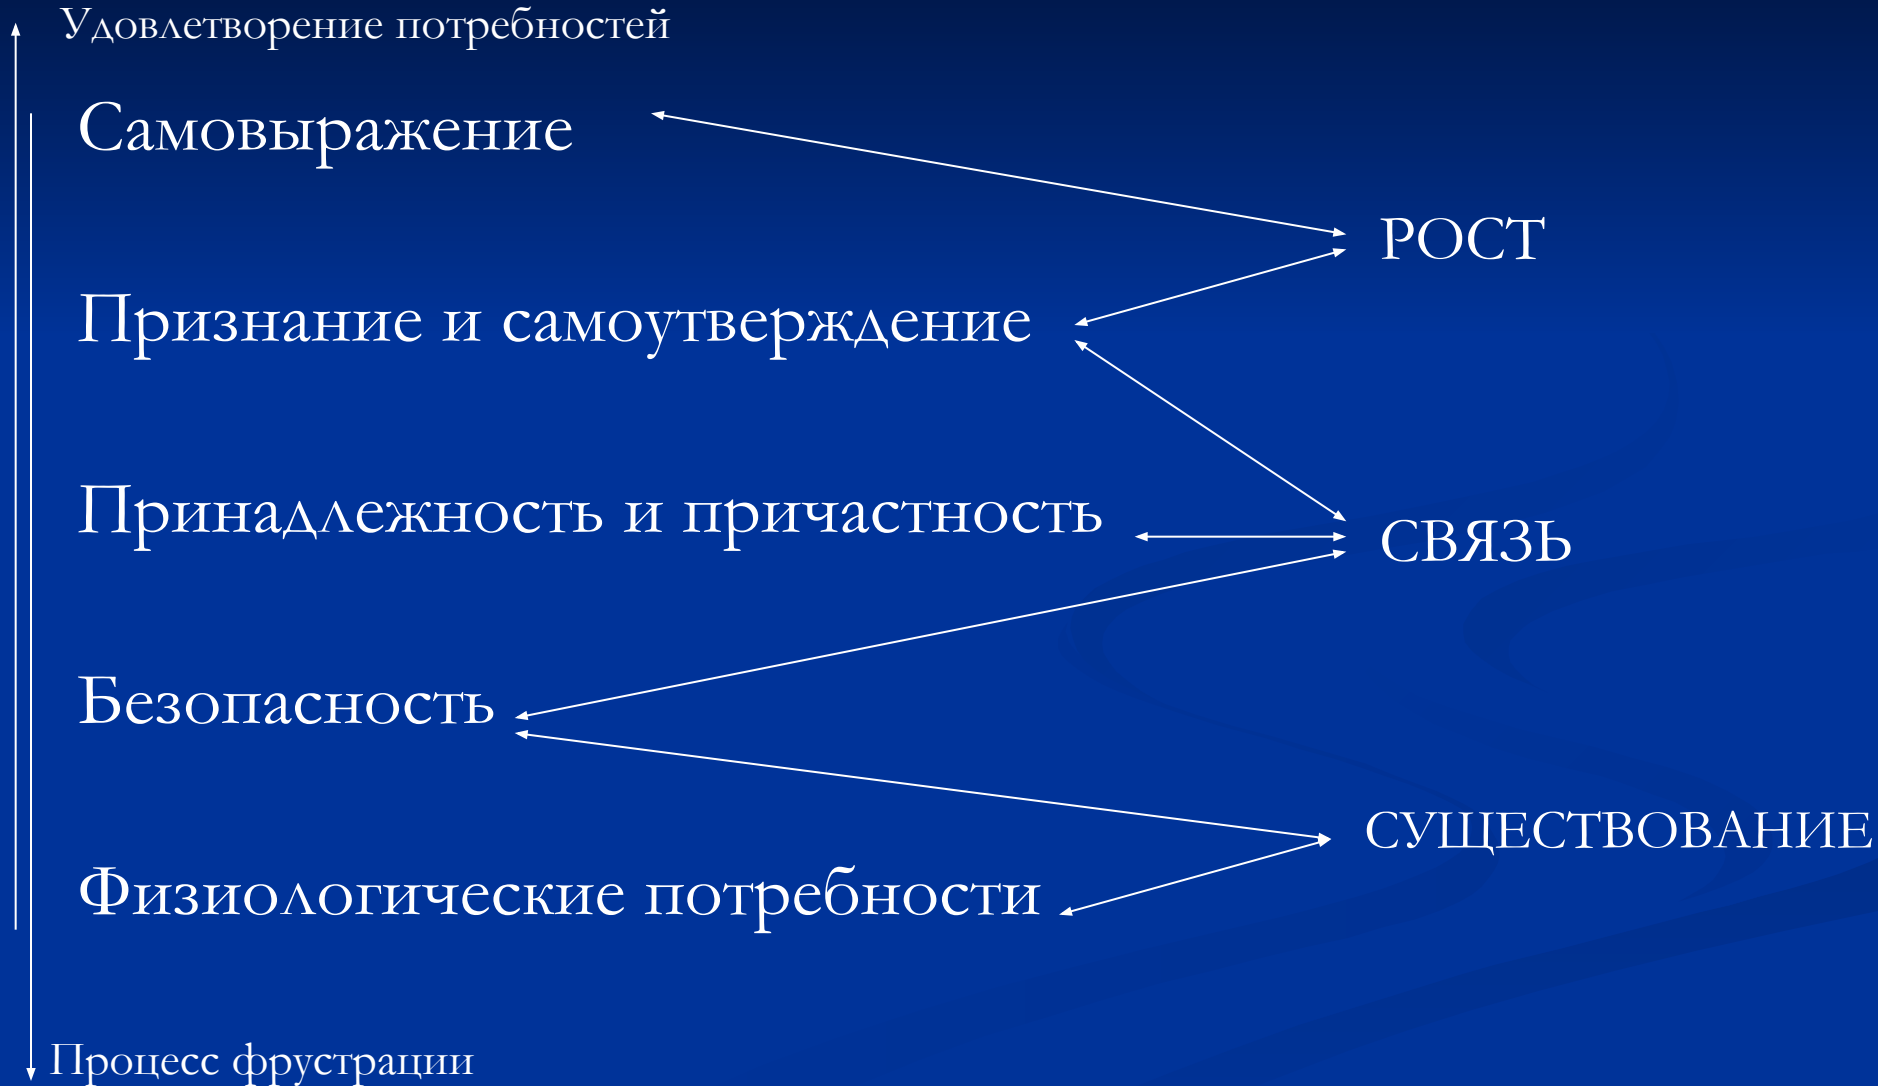 Удовлетворение потребностей
Самовыражение
РОСТ
Признание и самоутверждение
Принадлежность и причастность
СВЯЗЬ
Безопасность
СУЩЕСТВОВАНИЕ
Физиологические потребности
Процесс фрустрации